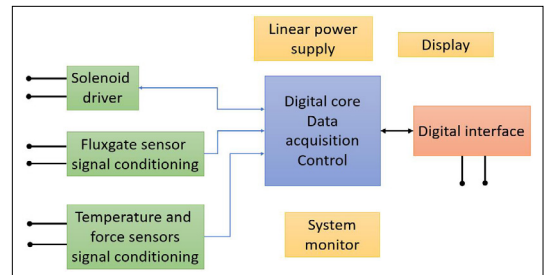 Linear power
supply
Display
Solenoid
driver
Digital core
Data
acquisition
Control
Digital interface
Fluxgate sensor
signal conditioning
Temperature and
force sensors
signal conditioning
System
monitor